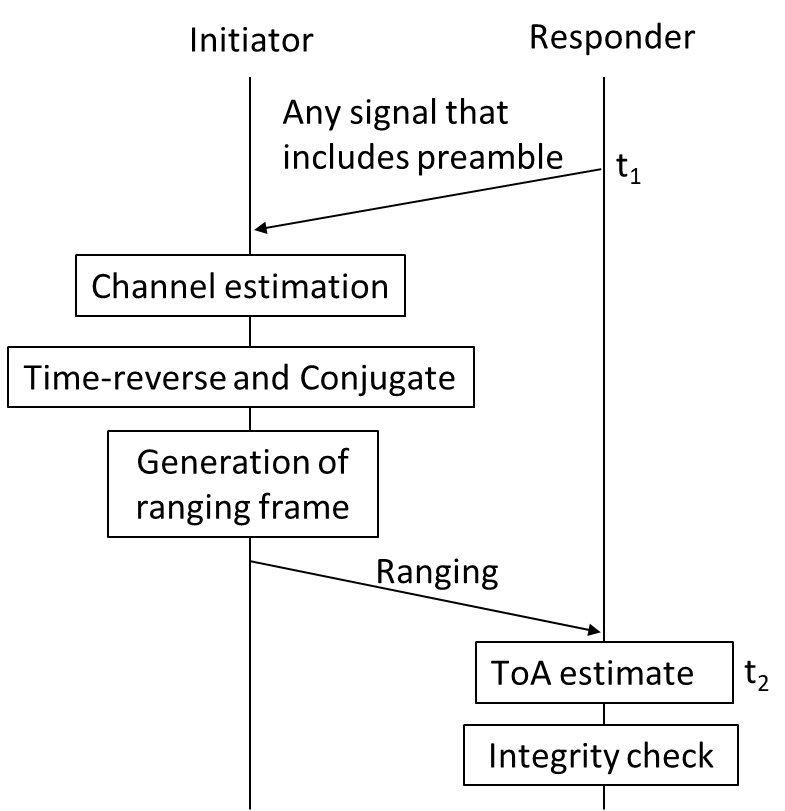 Initiator
Responder
Any signal that
includes preamble
t₁
Channel estimation
Time-reverse and Conjugate
Generation of
ranging frame
Ranging
ToA estimate
t₂
Integrity check